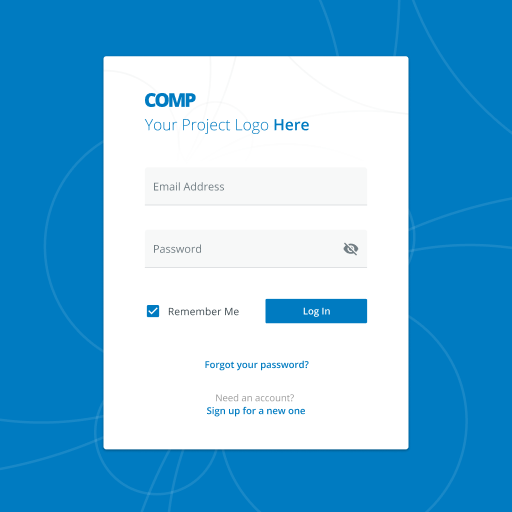 COMP
Your Project Logo Here
Email Address
Password
Remember Me
Log In
Forgot your password?
Need an account?
Sign up for a new one